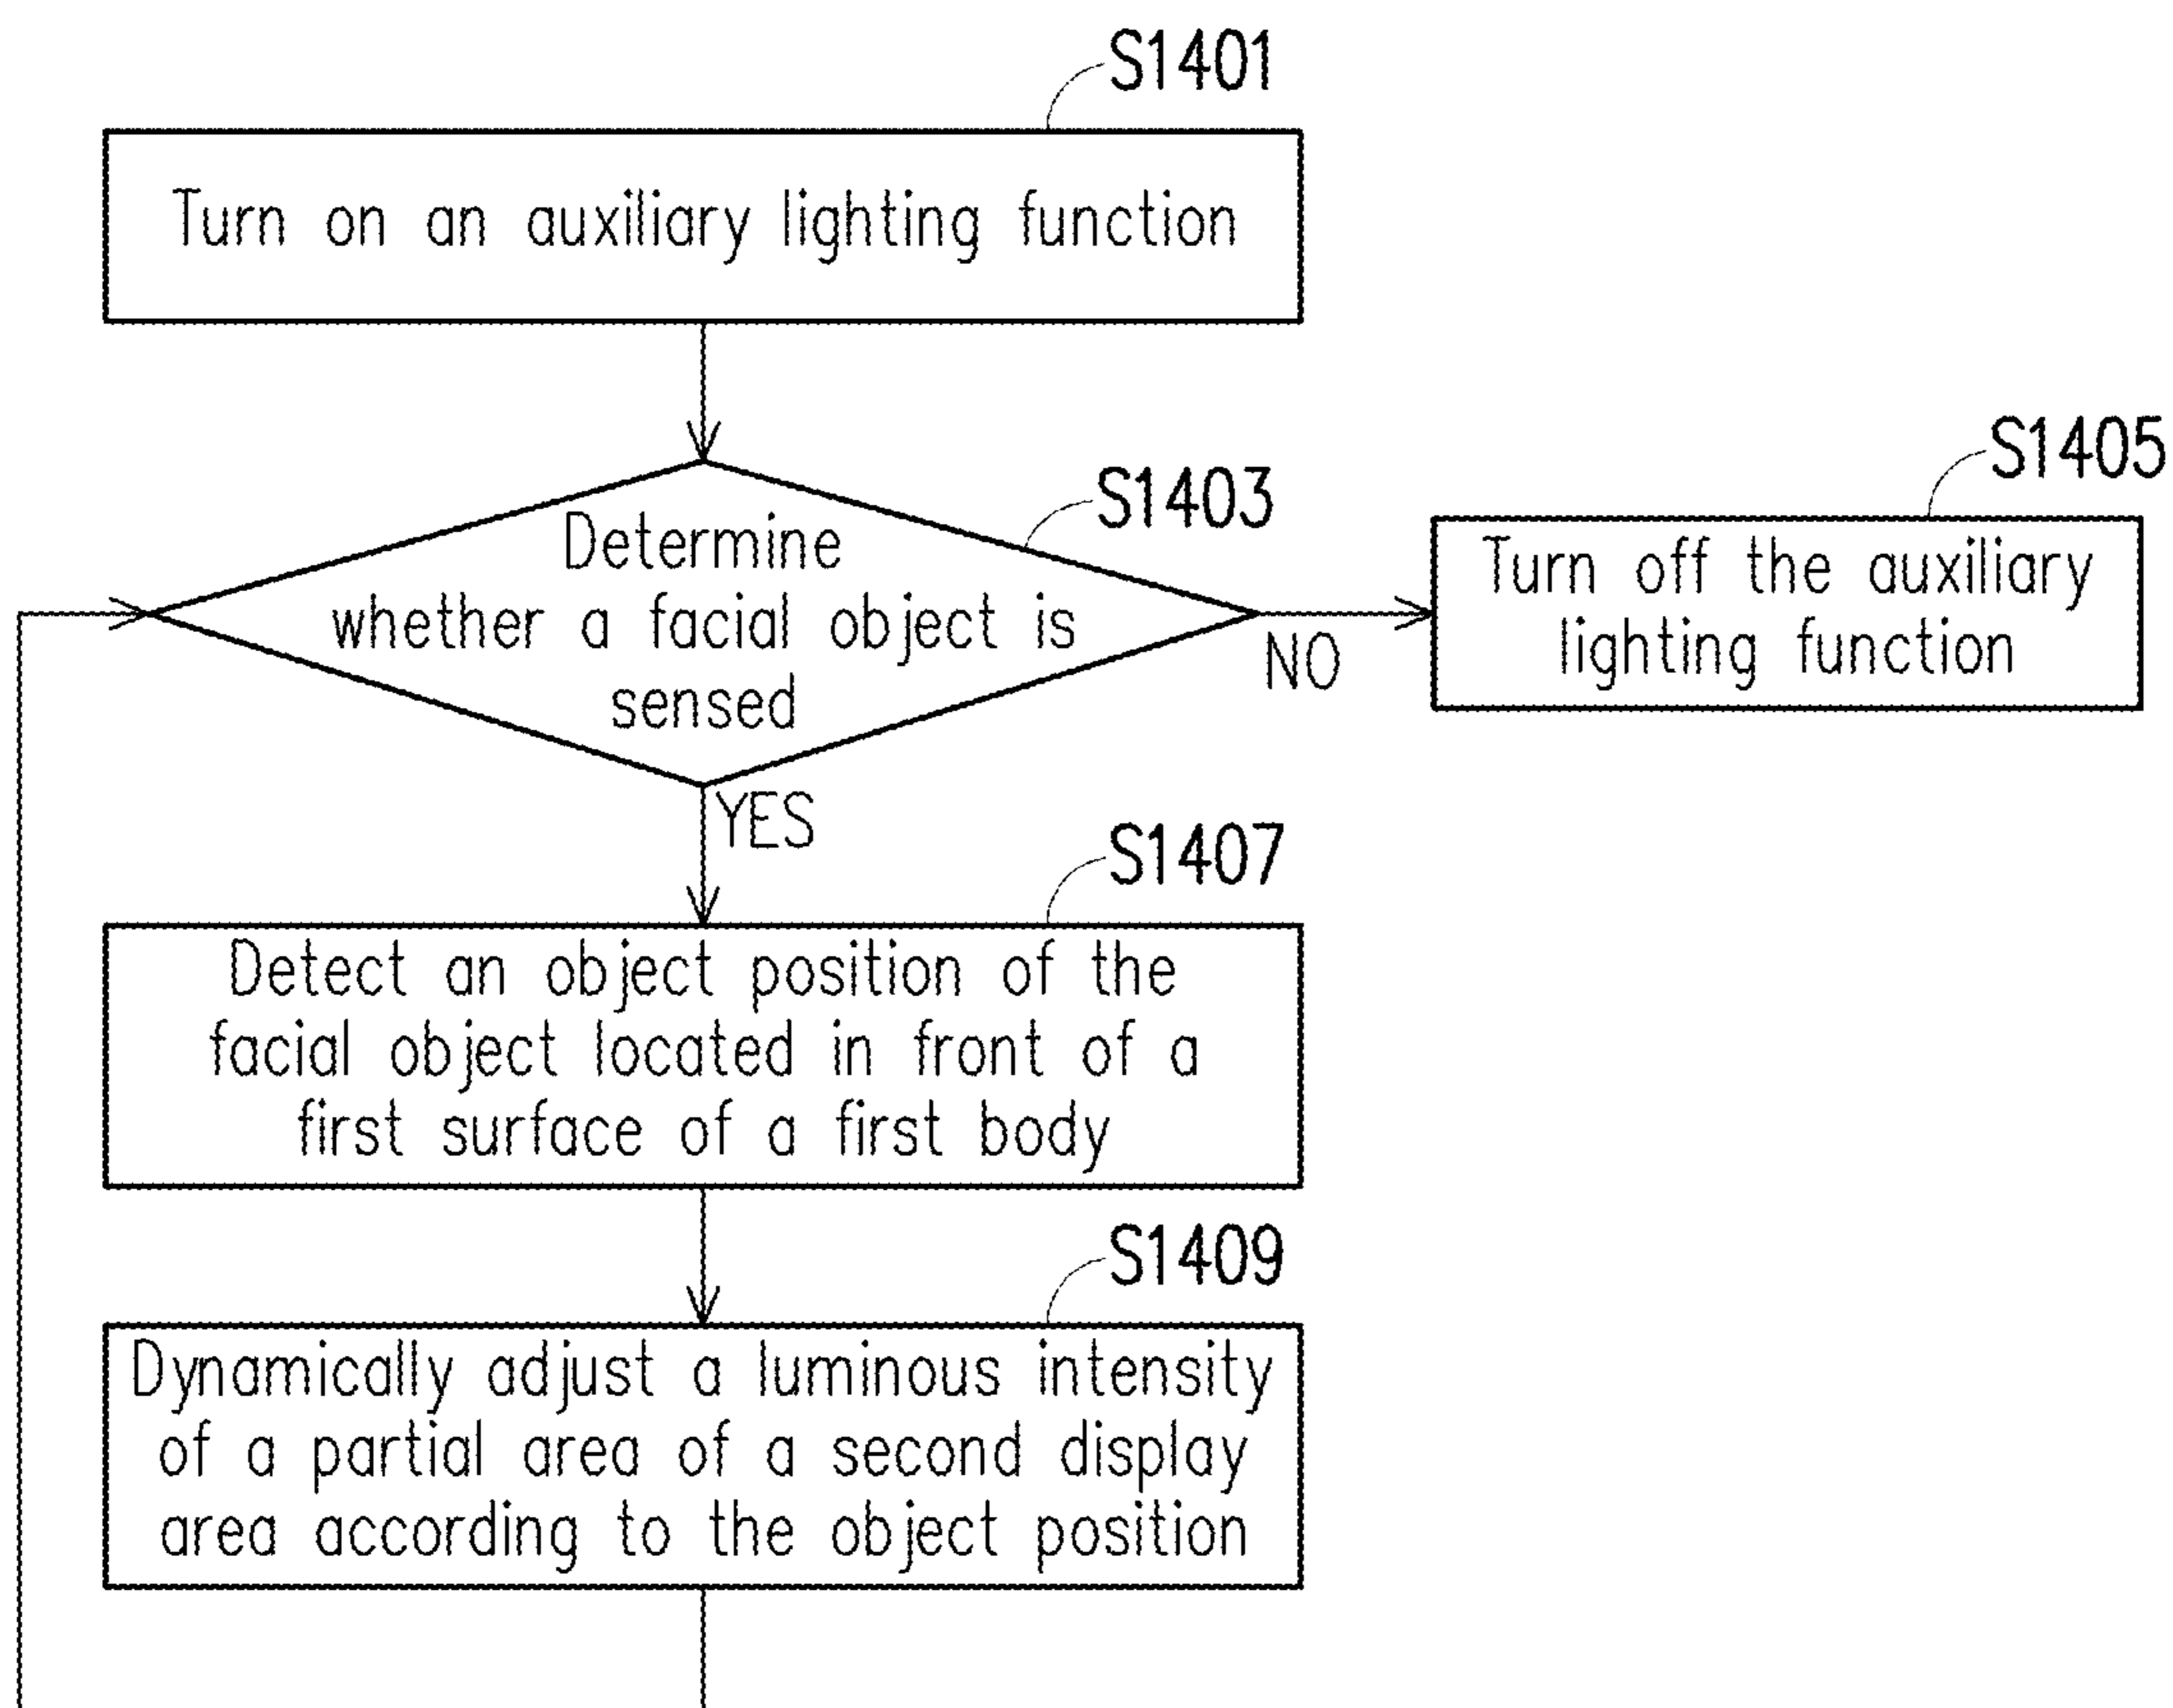 S1401
Turn on an auxiliary lighting function
S1403
Determine
whether a facial object is
sensed
NO
S1405
Turn off the auxiliary
lighting function
YES
S1407
Detect an object position of the
facial object located in front of a
first surface of a first body
S1409
Dynamically adjust a luminous intensity
of a partial area of a second display
area according to the object position